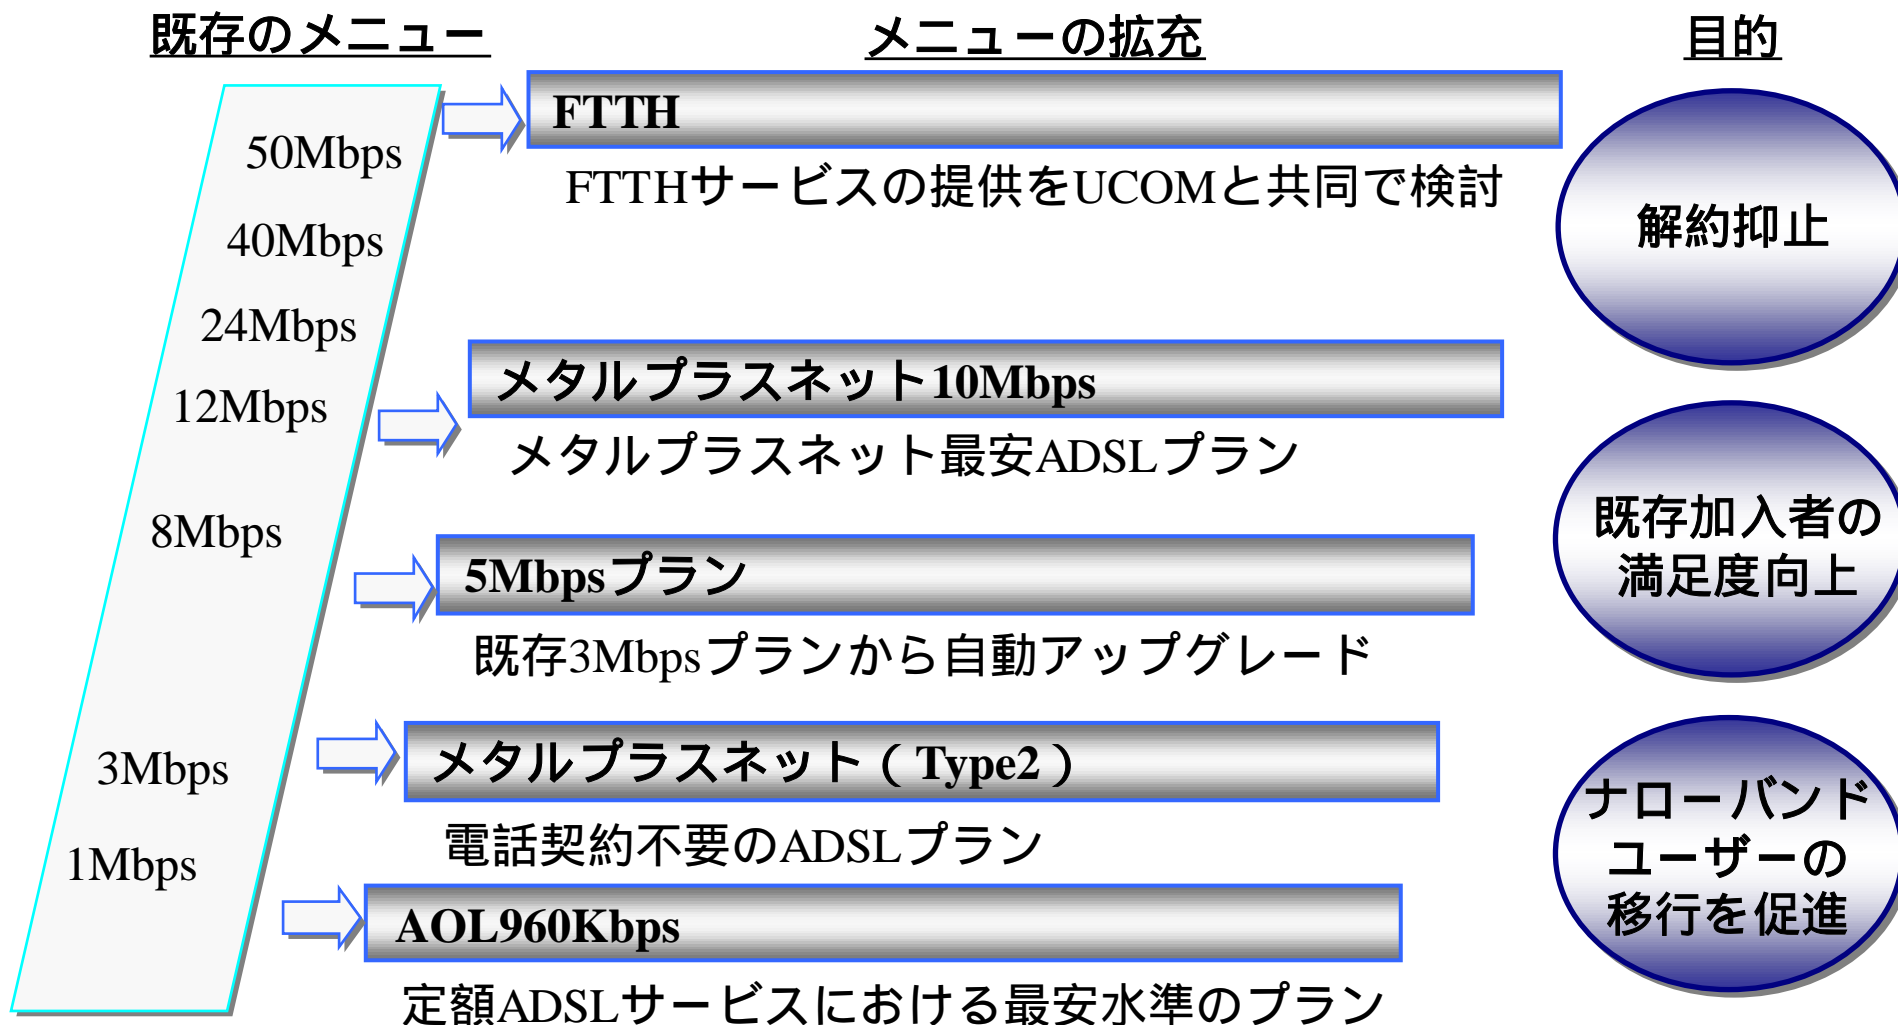 既存のメニュー
メニューの拡充
目的
50Mbps
40Mbps
24Mbps
12Mbps
8Mbps
3Mbps
1Mbps
FTTH
FTTHサービスの提供をUCOMと共同で検討
メタルプラスネット10Mbps
メタルプラスネット最安ADSLプラン
5Mbpsプラン
既存3Mbpsプランから自動アップグレード
メタルプラスネット（Type2）
電話契約不要のADSLプラン
AOL960Kbps
定額ADSLサービスにおける最安水準のプラン
解約抑止
既存加入者の
満足度向上
ナローバンド
ユーザーの
移行を促進